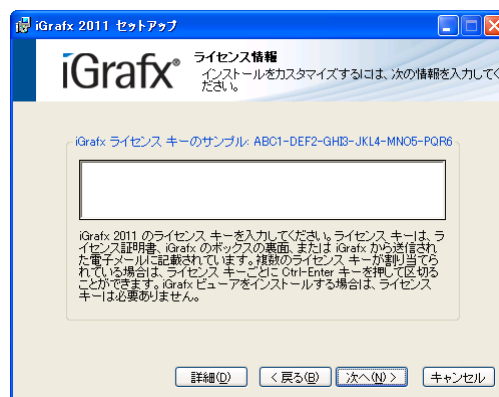 iGrafx 2011 セットアップ
iGrafx®
ライセンス情報
インストールをカスタマイズするには、次の情報を入力してく
ださい。
iGrafx ライセンス キーのサンプル: ABC1-DEF2-GHI3-JKL4-MNO5-PQR6
iGrafx 2011 のライセンス キーを入力してください。ライセンス キーは、ラ
イセンス証明書、iGrafx のボックスの裏面、または iGrafx から送信され
た電子メールに記載されています。複数のライセンス キーが割り当てら
れている場合は、ライセンス キーごとに Ctrl-Enter キーを押して区切る
ことができます。iGrafx ビューアをインストールする場合は、ライセンス
キーは必要ありません。
詳細(D)
< 戻る(B)
次へ(N) >
キャンセル